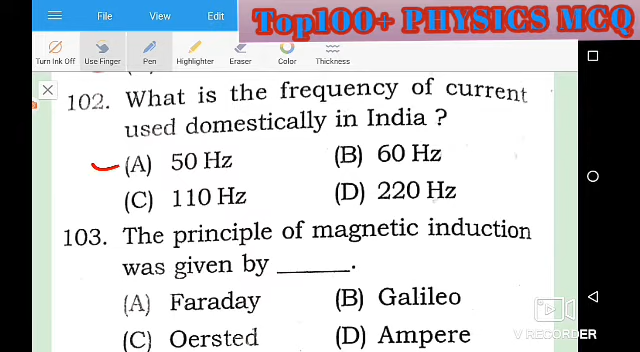 File View Edit Top100+ PHYSICS MCQ
Turn Ink Off Use Finger Pen Highlighter Eraser Color Thickness
102. What is the frequency of current
used domestically in India ?
(A) 50 Hz (B) 60 Hz
(C) 110 Hz (D) 220 Hz
103. The principle of magnetic induction
was given by ______.
(A) Faraday (B) Galileo
(C) Oersted (D) Ampere
V RECORDER